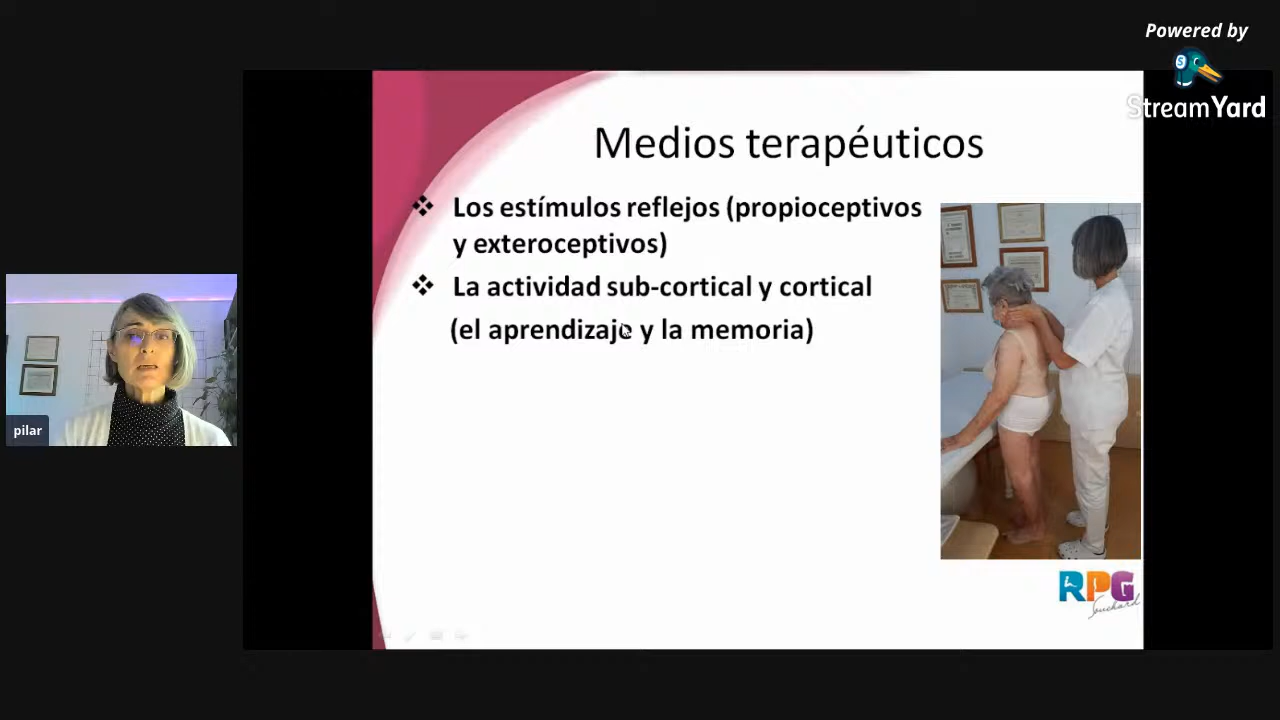 Powered by
StreamYard
Medios terapéuticos
Los estímulos reflejos (propioceptivos
y exteroceptivos)
La actividad sub-cortical y cortical
(el aprendizaje y la memoria)
pilar
RPG
Souchard